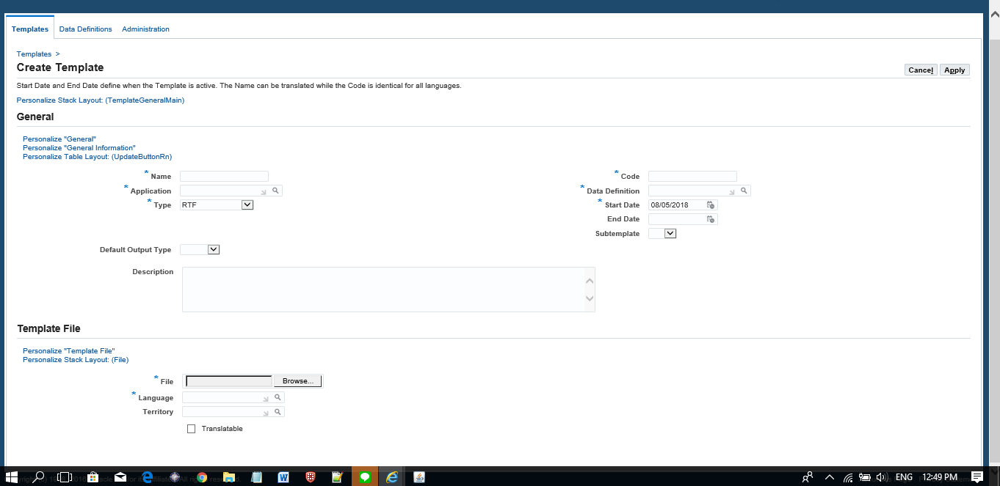 Templates Data Definitions Administration
Templates >
Create Template
Cancel Apply
Start Date and End Date define when the Template is active. The Name can be translated while the Code is identical for all languages.
Personalize Stack Layout: (TemplateGeneralMain)
General
Personalize "General"
Personalize "General Information"
Personalize Table Layout: (UpdateButtonRn)
* Name * Code
* Application * Data Definition
* Type RTF * Start Date 08/05/2018
End Date
Subtemplate
Default Output Type
Description
Template File
Personalize "Template File"
Personalize Stack Layout: (File)
* File Browse...
* Language
Territory
Translatable
ENG 12:49 PM